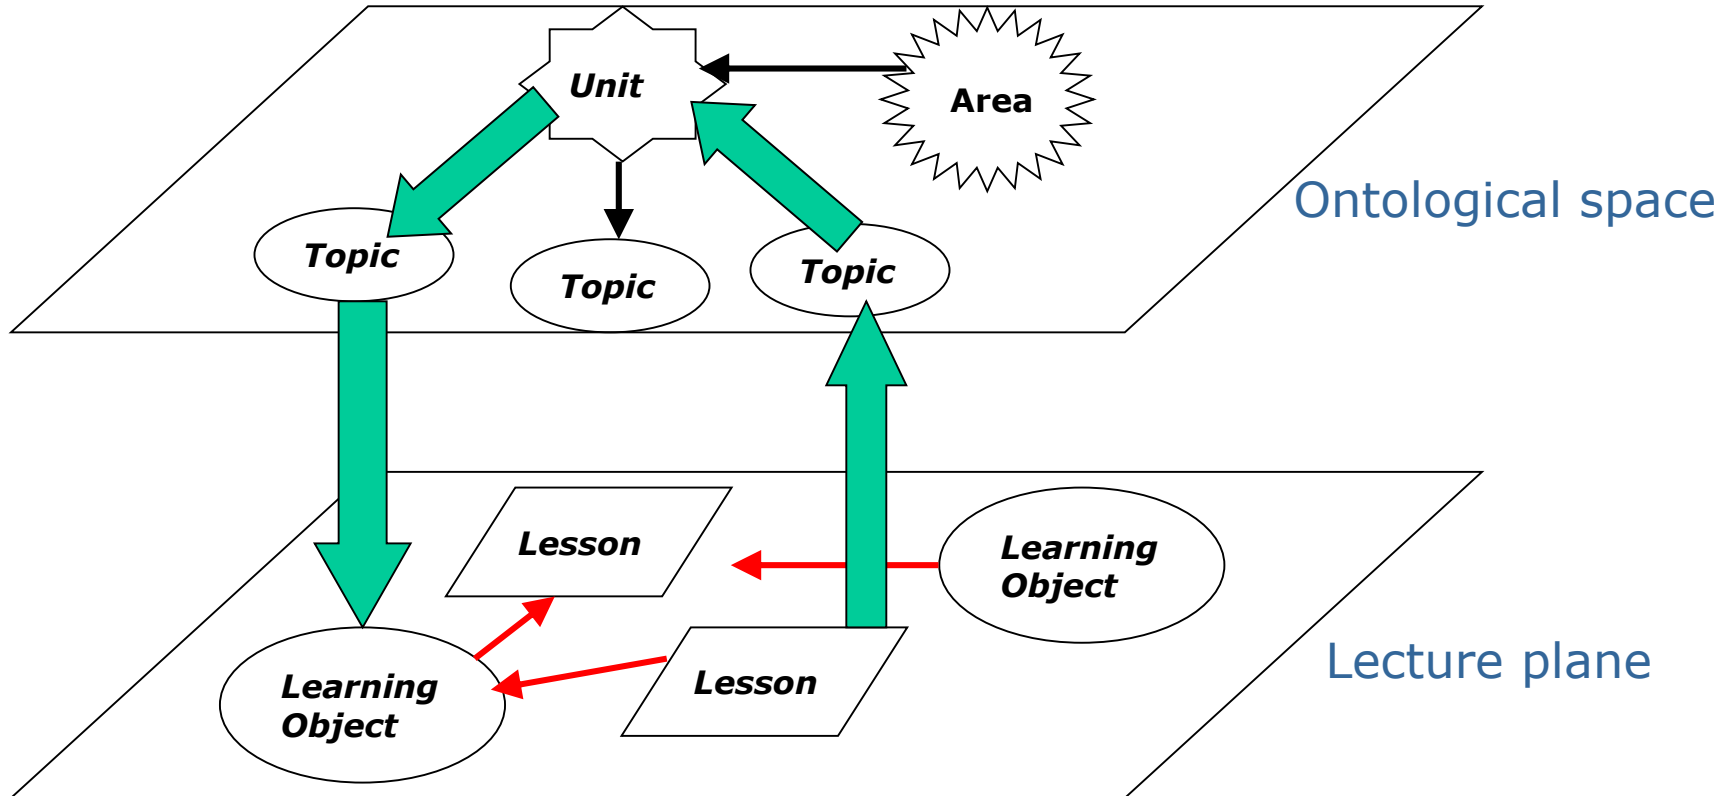 Unit
Area
Ontological space
Topic
Topic
Topic
Lesson
Learning
Object
Lecture plane
Learning
Object
Lesson